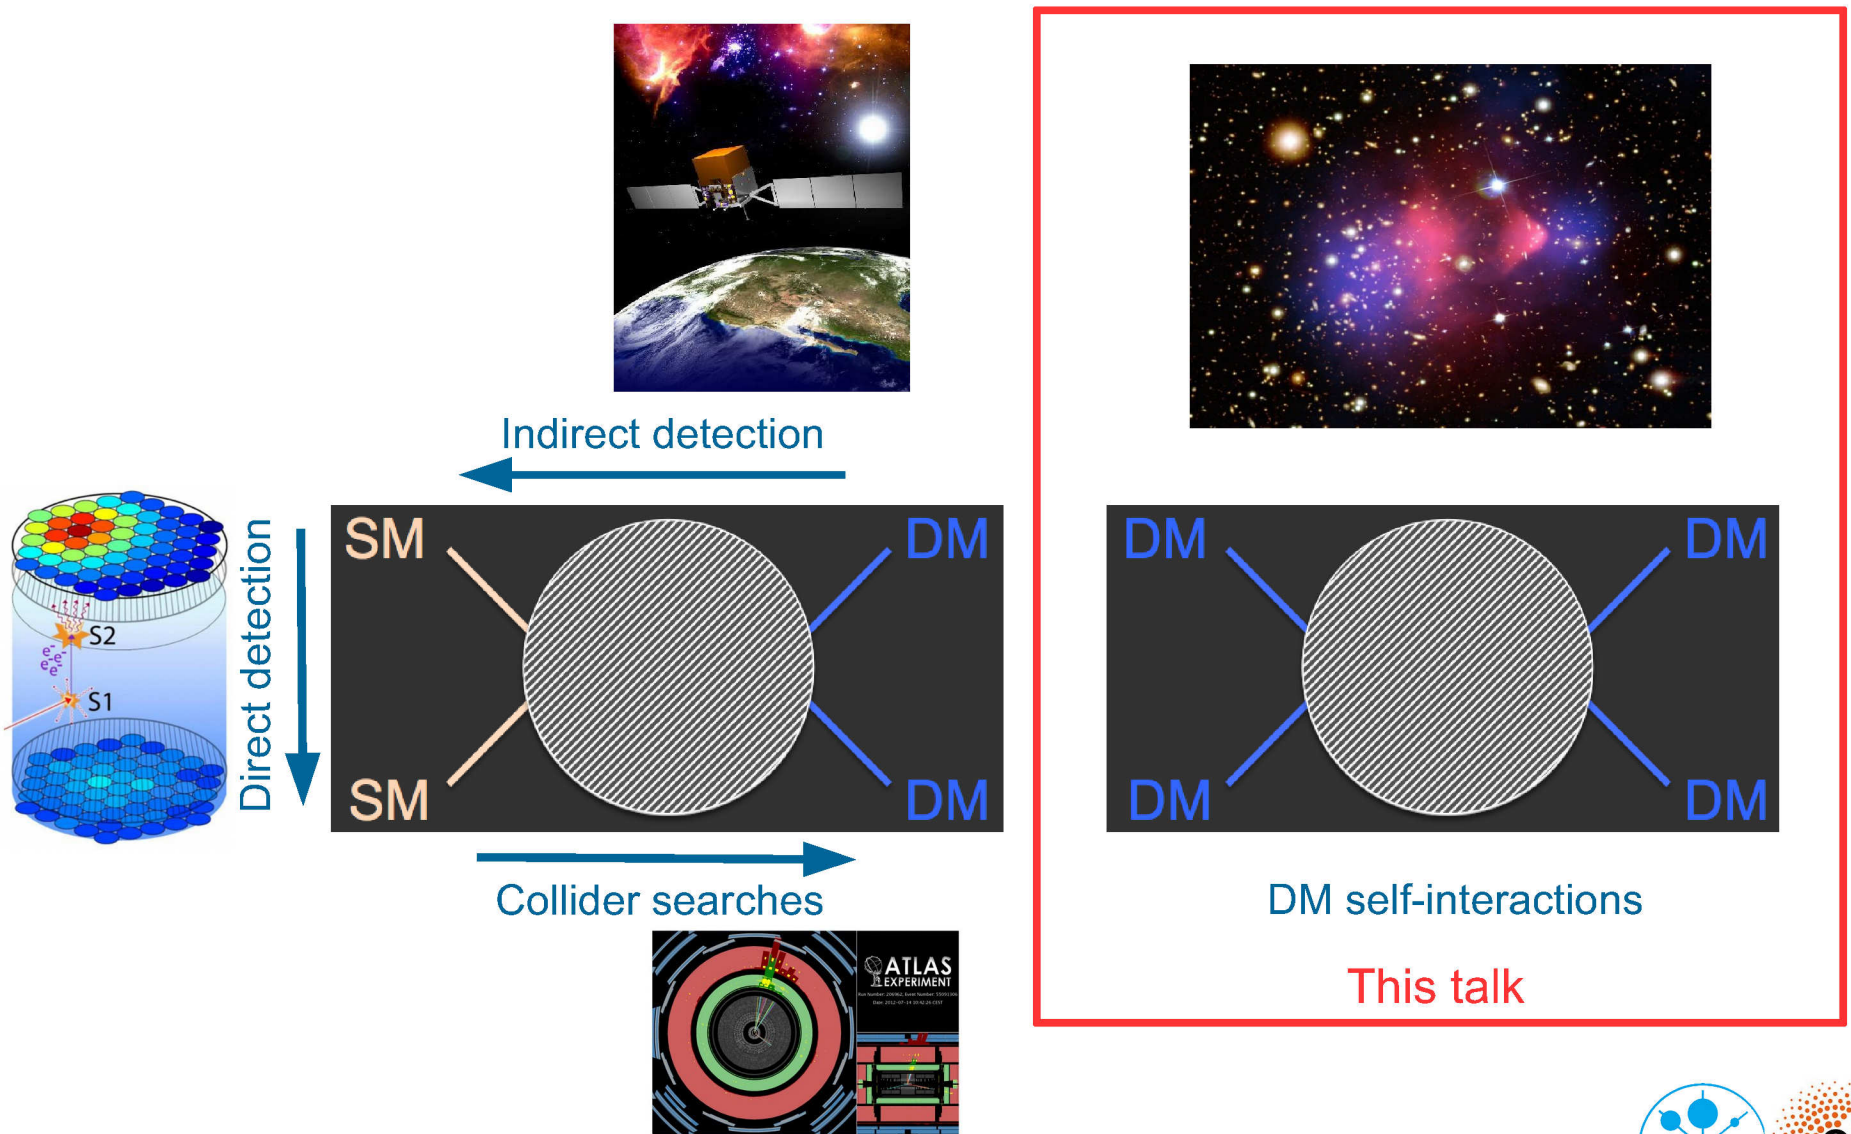 Indirect detection
Direct detection
S2
e-
e-
e-
e-
S1
SM
DM
SM
DM
Collider searches
ATLAS
EXPERIMENT
DM
DM
DM
DM
DM self-interactions
This talk